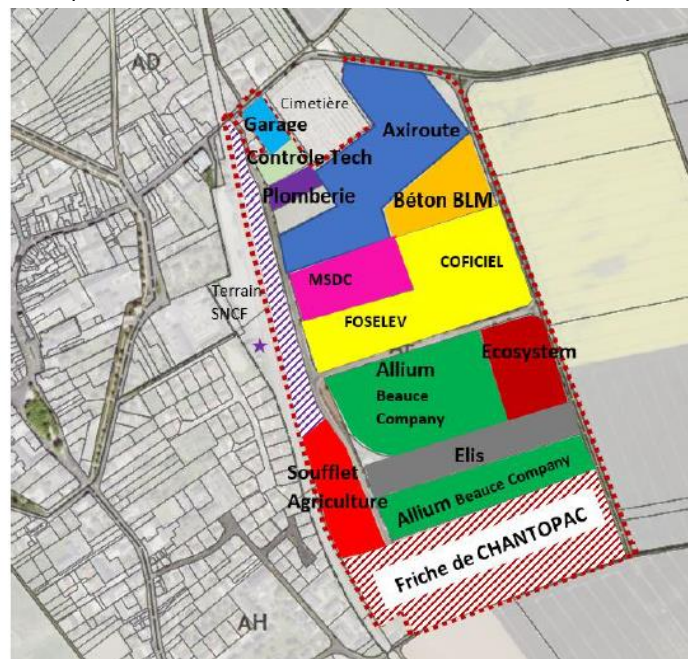 AD
Cimetière
Garage
Axiroute
Contrôle Tech
Plomberie
Béton BLM
COFICIEL
MSDC
Terrain
SNCF
FOSELEV
Ecosystem
Allium
Beauce
Company
Elis
Soufflet
Agriculture
Allium Beauce Company
Friche de CHANTOPAC
AH